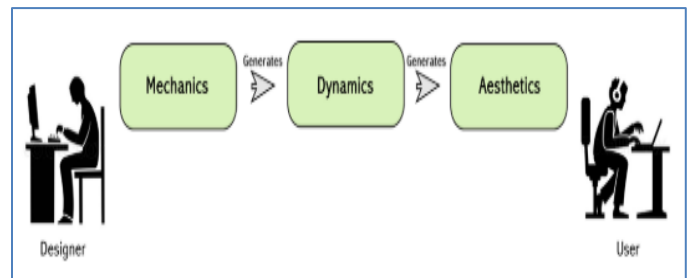 Generates
Generates
Mechanics
Dynamics
Aesthetics
Designer
User